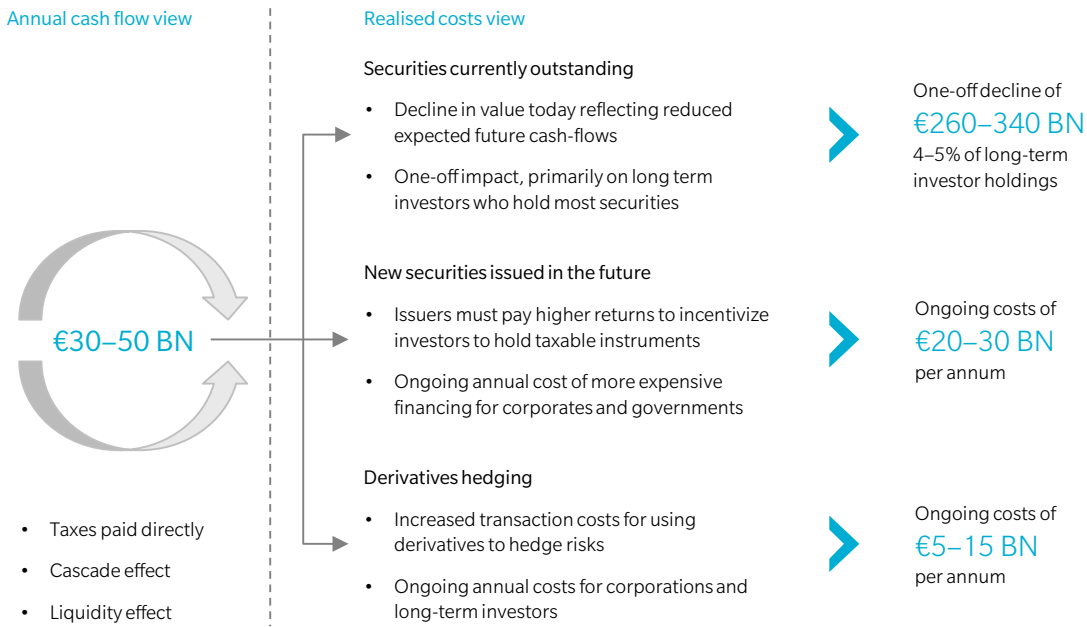 Annual cash flow view
€30–50 BN
• Taxes paid directly
• Cascade effect
• Liquidity effect
Realised costs view
Securities currently outstanding
• Decline in value today reflecting reduced
expected future cash-flows
• One-off impact, primarily on long term
investors who hold most securities
One-off decline of
€260–340 BN
4–5% of long-term
investor holdings
New securities issued in the future
• Issuers must pay higher returns to incentivize
investors to hold taxable instruments
• Ongoing annual cost of more expensive
financing for corporates and governments
Ongoing costs of
€20–30 BN
per annum
Derivatives hedging
• Increased transaction costs for using
derivatives to hedge risks
• Ongoing annual costs for corporations and
long-term investors
Ongoing costs of
€5–15 BN
per annum